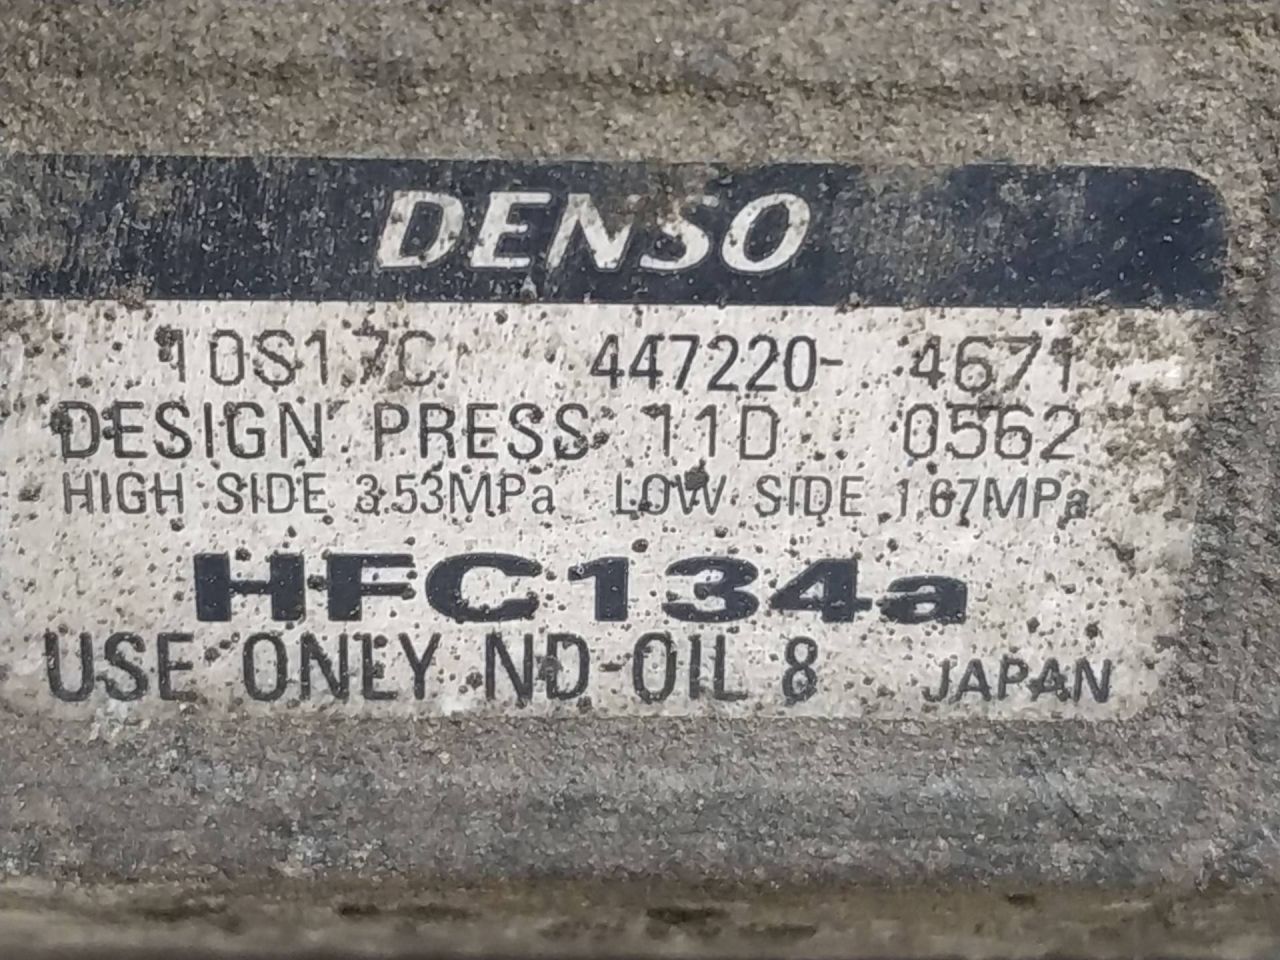 DENSO
10S17C 447220- 4671
DESIGN PRESS 11D 0562
HIGH SIDE 3.53MPa LOW SIDE 1.67MPa
HFC134a
USE ONLY ND-OIL 8 JAPAN